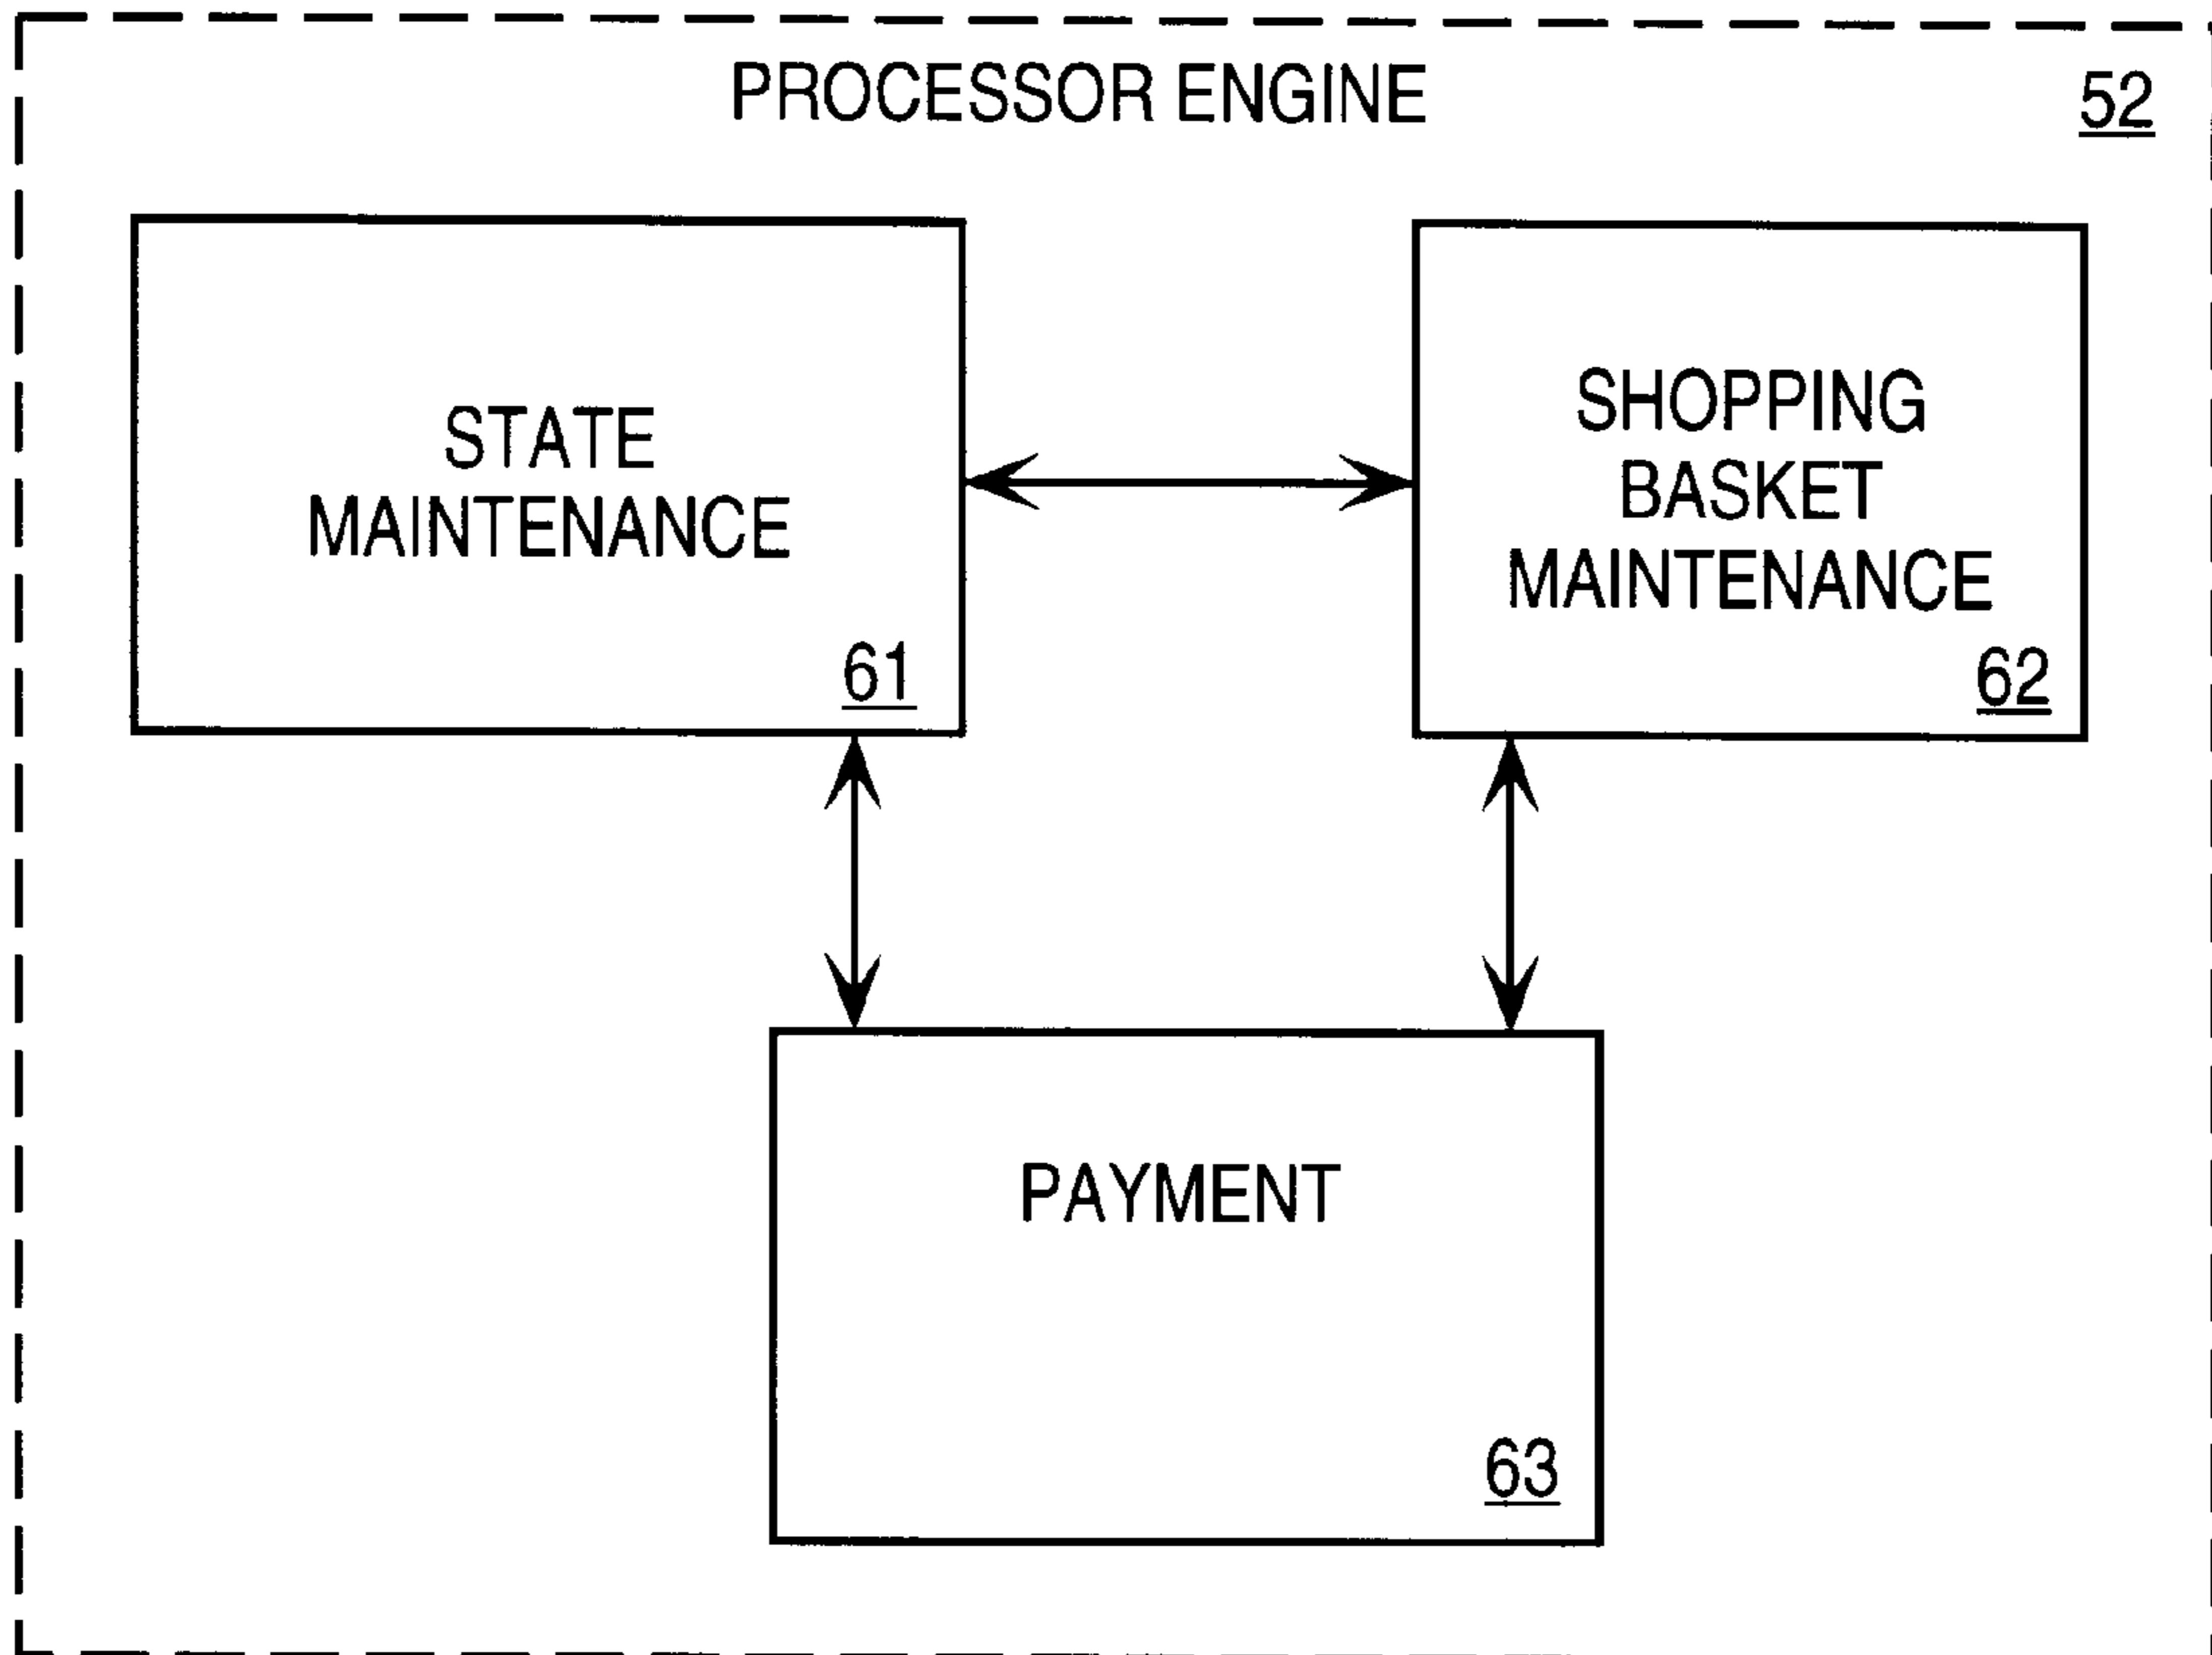 PROCESSOR ENGINE
52
STATE
MAINTENANCE
61
SHOPPING
BASKET
MAINTENANCE
62
PAYMENT
63